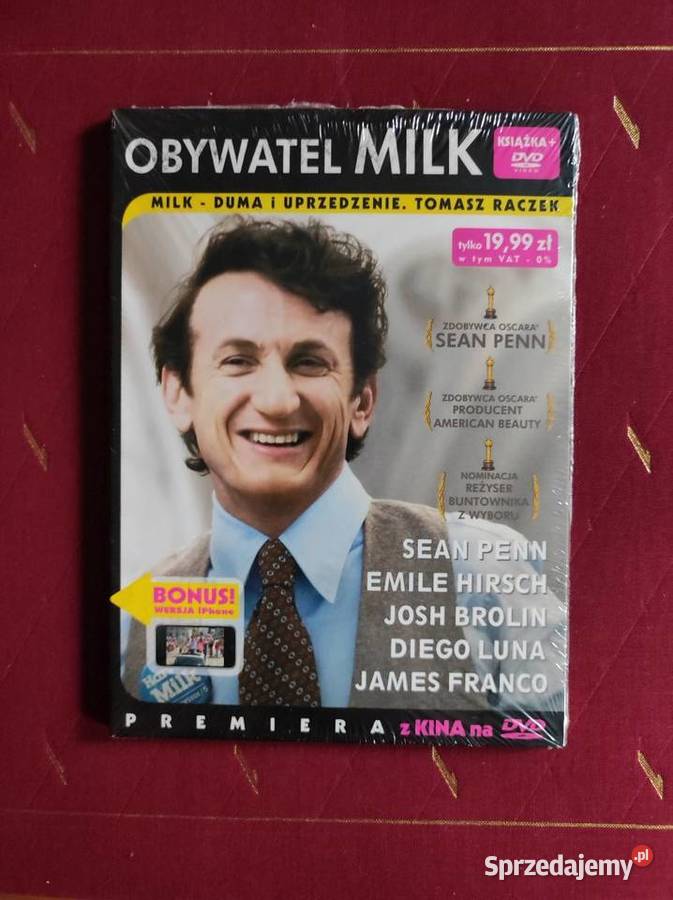 OBYWATEL MILK
KSIĄŻKA +
DVD
VIDEO
MILK - DUMA i UPRZEDZENIE. TOMASZ RACZEK
tylko 19,99 zł
w tym VAT - 0%
ZDOBYWCA OSCARA®
SEAN PENN
ZDOBYWCA OSCARA®
PRODUCENT
AMERICAN BEAUTY
NOMINACJA
REŻYSER
BUNTOWNIKA
Z WYBORU
SEAN PENN
EMILE HIRSCH
JOSH BROLIN
DIEGO LUNA
JAMES FRANCO
BONUS!
WERSJA iPhone
Milk
PREMIERA z KINA na DVD
Sprzedajemy.pl